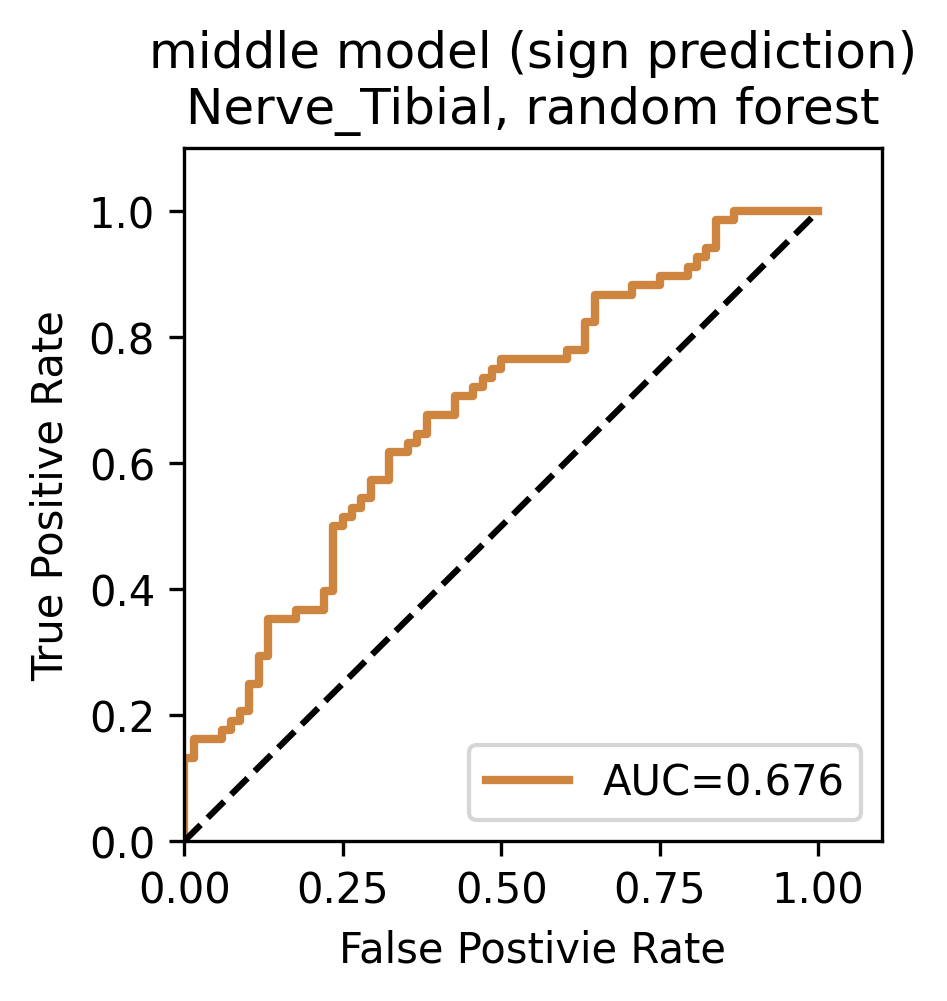 middle model (sign prediction)
Nerve_Tibial, random forest
True Positive Rate
1.0
0.8
0.6
0.4
0.2
0.0
AUC=0.676
0.00 0.25 0.50 0.75 1.00
False Postivie Rate